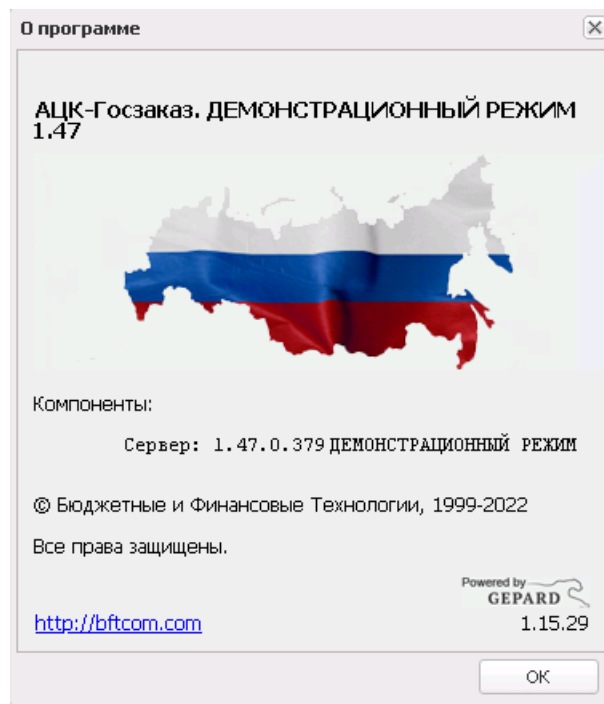 О программе
АЦК-Госзаказ. ДЕМОНСТРАЦИОННЫЙ РЕЖИМ
1.47
Компоненты:
Сервер: 1.47.0.379 ДЕМОНСТРАЦИОННЫЙ РЕЖИМ
© Бюджетные и Финансовые Технологии, 1999-2022
Все права защищены.
Powered by
GEPARD
http://bftcom.com 1.15.29
ОК